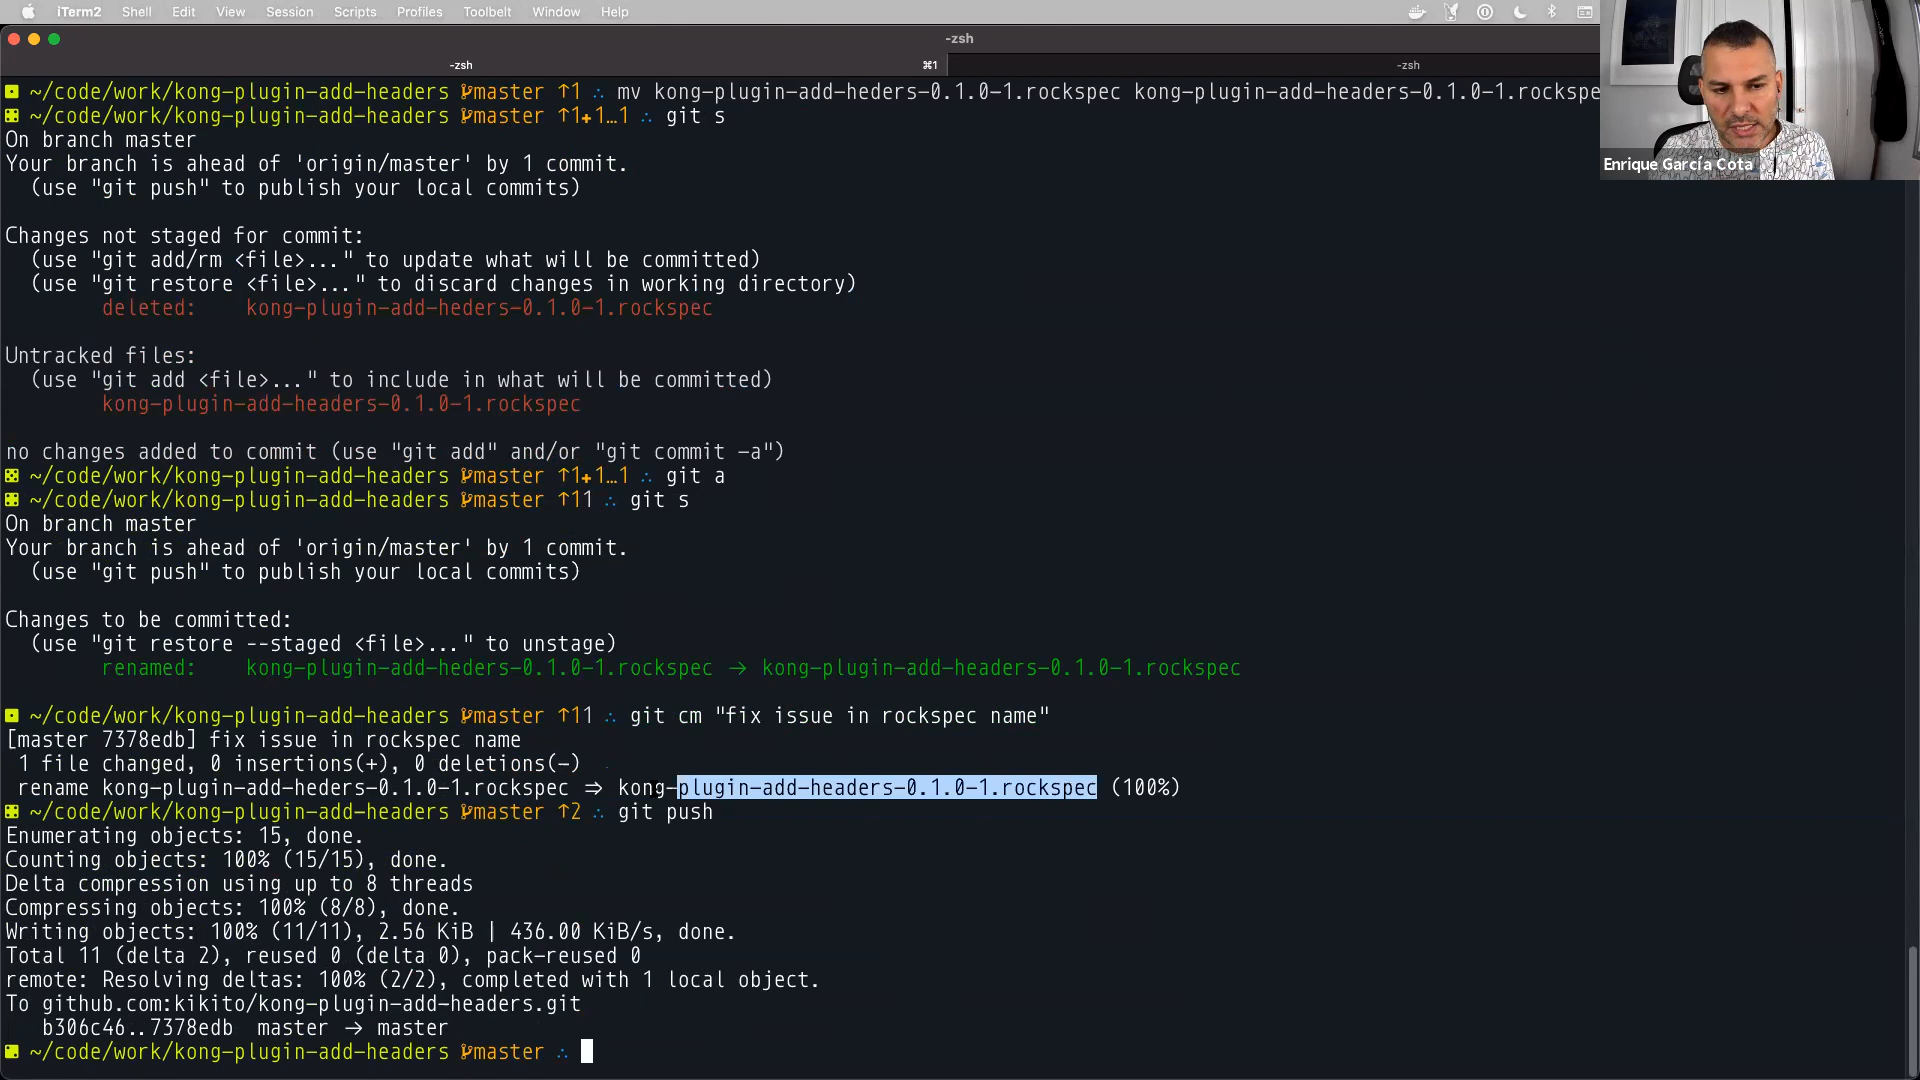 iTerm2 Shell Edit View Session Scripts Profiles Toolbelt Window Help
-zsh
-zsh ⌘1 -zsh
~/code/work/kong-plugin-add-headers master ↑1 ∴ mv kong-plugin-add-heders-0.1.0-1.rockspec kong-plugin-add-headers-0.1.0-1.rockspe
~/code/work/kong-plugin-add-headers master ↑1+1…1 ∴ git s
On branch master
Your branch is ahead of 'origin/master' by 1 commit.
(use "git push" to publish your local commits)
Changes not staged for commit:
(use "git add/rm <file>..." to update what will be committed)
(use "git restore <file>..." to discard changes in working directory)
deleted: kong-plugin-add-heders-0.1.0-1.rockspec
Untracked files:
(use "git add <file>..." to include in what will be committed)
kong-plugin-add-headers-0.1.0-1.rockspec
no changes added to commit (use "git add" and/or "git commit -a")
~/code/work/kong-plugin-add-headers master ↑1+1…1 ∴ git a
~/code/work/kong-plugin-add-headers master ↑11 ∴ git s
On branch master
Your branch is ahead of 'origin/master' by 1 commit.
(use "git push" to publish your local commits)
Changes to be committed:
(use "git restore --staged <file>..." to unstage)
renamed: kong-plugin-add-heders-0.1.0-1.rockspec → kong-plugin-add-headers-0.1.0-1.rockspec
~/code/work/kong-plugin-add-headers master ↑11 ∴ git cm "fix issue in rockspec name"
[master 7378edb] fix issue in rockspec name
1 file changed, 0 insertions(+), 0 deletions(-)
rename kong-plugin-add-heders-0.1.0-1.rockspec ⇒ kong-plugin-add-headers-0.1.0-1.rockspec (100%)
~/code/work/kong-plugin-add-headers master ↑2 ∴ git push
Enumerating objects: 15, done.
Counting objects: 100% (15/15), done.
Delta compression using up to 8 threads
Compressing objects: 100% (8/8), done.
Writing objects: 100% (11/11), 2.56 KiB | 436.00 KiB/s, done.
Total 11 (delta 2), reused 0 (delta 0), pack-reused 0
remote: Resolving deltas: 100% (2/2), completed with 1 local object.
To github.com:kikito/kong-plugin-add-headers.git
b306c46..7378edb master → master
~/code/work/kong-plugin-add-headers master ∴
Enrique García Cota